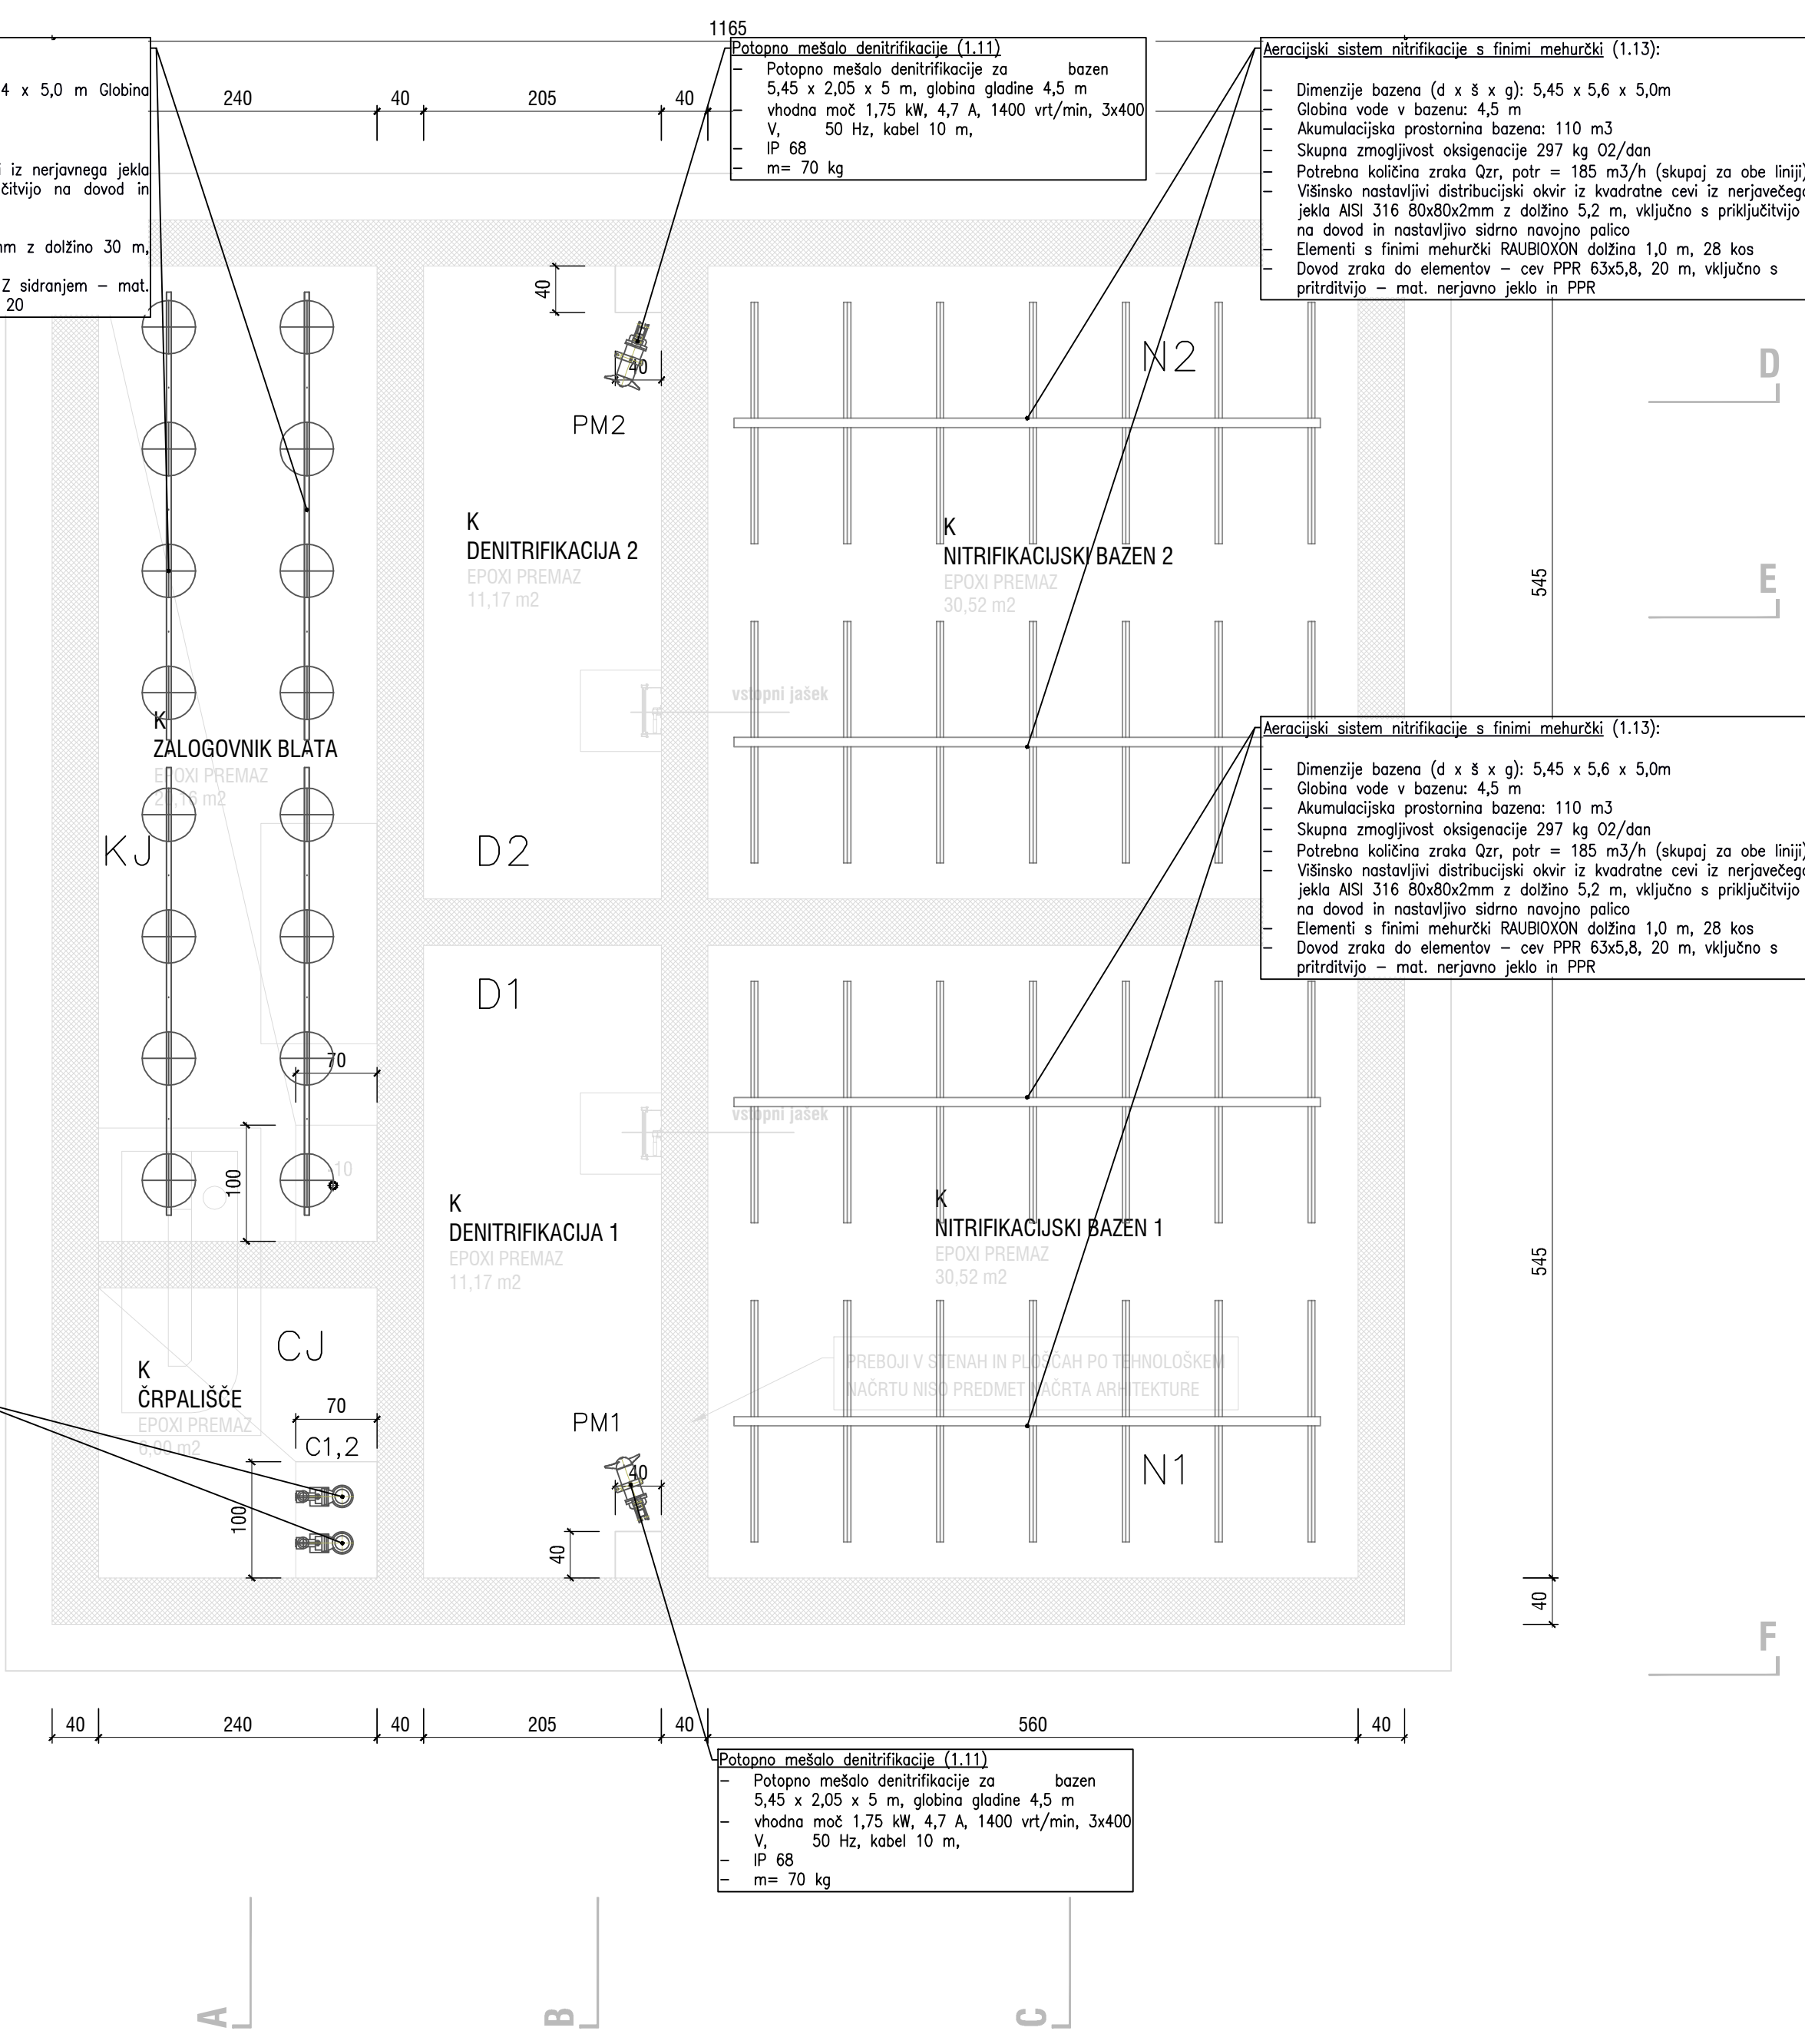 1165
4 x 5,0 m Globina
i iz nerjavnega jekla
čitvijo na dovod in
m z dolžino 30 m,
Z sidranjem – mat.
20
240
40
205
40
Potopno mešalo denitrifikacije (1.11)
– Potopno mešalo denitrifikacije za bazen
5,45 x 2,05 x 5 m, globina gladine 4,5 m
– vhodna moč 1,75 kW, 4,7 A, 1400 vrt/min, 3x400
V, 50 Hz, kabel 10 m,
– IP 68
– m= 70 kg
Aeracijski sistem nitrifikacije s finimi mehurčki (1.13):
– Dimenzije bazena (d x š x g): 5,45 x 5,6 x 5,0m
– Globina vode v bazenu: 4,5 m
– Akumulacijska prostornina bazena: 110 m3
– Skupna zmogljivost oksigenacije 297 kg O2/dan
– Potrebna količina zraka Qzr, potr = 185 m3/h (skupaj za obe liniji)
– Višinsko nastavljivi distribucijski okvir iz kvadratne cevi iz nerjavečega
jekla AISI 316 80x80x2mm z dolžino 5,2 m, vključno s priključitvijo
na dovod in nastavljivo sidrno navojno palico
– Elementi s finimi mehurčki RAUBIOXON dolžina 1,0 m, 28 kos
– Dovod zraka do elementov – cev PPR 63x5,8, 20 m, vključno s
pritrditvijo – mat. nerjavno jeklo in PPR
40
40
PM2
N2
D
K
DENITRIFIKACIJA 2
EPOXI PREMAZ
11,17 m2
K
NITRIFIKACIJSKI BAZEN 2
EPOXI PREMAZ
30,52 m2
545
E
vstopni jašek
K
ZALOGOVNIK BLATA
EPOXI PREMAZ
KJ
D2
Aeracijski sistem nitrifikacije s finimi mehurčki (1.13):
– Dimenzije bazena (d x š x g): 5,45 x 5,6 x 5,0m
– Globina vode v bazenu: 4,5 m
– Akumulacijska prostornina bazena: 110 m3
– Skupna zmogljivost oksigenacije 297 kg O2/dan
– Potrebna količina zraka Qzr, potr = 185 m3/h (skupaj za obe liniji)
– Višinsko nastavljivi distribucijski okvir iz kvadratne cevi iz nerjavečega
jekla AISI 316 80x80x2mm z dolžino 5,2 m, vključno s priključitvijo
na dovod in nastavljivo sidrno navojno palico
– Elementi s finimi mehurčki RAUBIOXON dolžina 1,0 m, 28 kos
– Dovod zraka do elementov – cev PPR 63x5,8, 20 m, vključno s
pritrditvijo – mat. nerjavno jeklo in PPR
D1
70
vstopni jašek
100
K
DENITRIFIKACIJA 1
EPOXI PREMAZ
11,17 m2
K
NITRIFIKACIJSKI BAZEN 1
EPOXI PREMAZ
30,52 m2
545
CJ
K
ČRPALIŠČE
EPOXI PREMAZ
6,00 m2
70
C1,2
100
PREBOJI V STENAH IN PLOŠČAH PO TEHNOLOŠKEM
NAČRTU NISO PREDMET NAČRTA ARHITEKTURE
PM1
40
40
N1
40
F
40
240
40
205
40
560
40
Potopno mešalo denitrifikacije (1.11)
– Potopno mešalo denitrifikacije za bazen
5,45 x 2,05 x 5 m, globina gladine 4,5 m
– vhodna moč 1,75 kW, 4,7 A, 1400 vrt/min, 3x400
V, 50 Hz, kabel 10 m,
– IP 68
– m= 70 kg
A
B
C